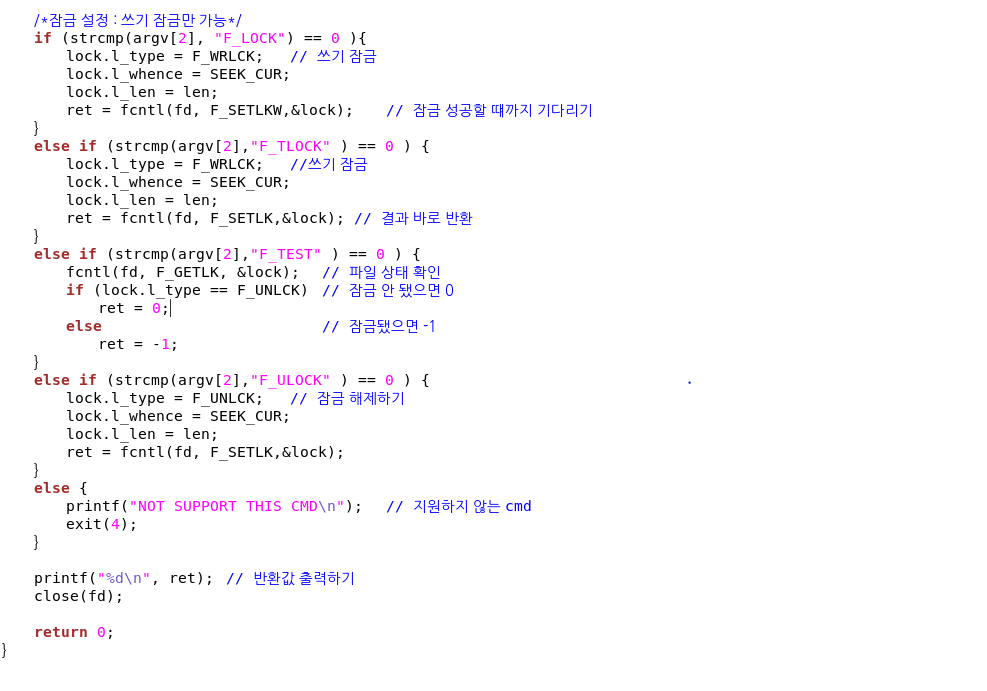 /*잠금 설정 : 쓰기 잠금만 가능*/
if (strcmp(argv[2], "F_LOCK") == 0 ){
lock.l_type = F_WRLCK; // 쓰기 잠금
lock.l_whence = SEEK_CUR;
lock.l_len = len;
ret = fcntl(fd, F_SETLKW,&lock); // 잠금 성공할 때까지 기다리기
}
else if (strcmp(argv[2],"F_TLOCK" ) == 0 ) {
lock.l_type = F_WRLCK; //쓰기 잠금
lock.l_whence = SEEK_CUR;
lock.l_len = len;
ret = fcntl(fd, F_SETLK,&lock); // 결과 바로 반환
}
else if (strcmp(argv[2],"F_TEST" ) == 0 ) {
fcntl(fd, F_GETLK, &lock); // 파일 상태 확인
if (lock.l_type == F_UNLCK) // 잠금 안 됐으면 0
ret = 0;
else // 잠금됐으면 -1
ret = -1;
}
else if (strcmp(argv[2],"F_ULOCK" ) == 0 ) { .
lock.l_type = F_UNLCK; // 잠금 해제하기
lock.l_whence = SEEK_CUR;
lock.l_len = len;
ret = fcntl(fd, F_SETLK,&lock);
}
else {
printf("NOT SUPPORT THIS CMD\n"); // 지원하지 않는 cmd
exit(4);
}
printf("%d\n", ret); // 반환값 출력하기
close(fd);
return 0;
}